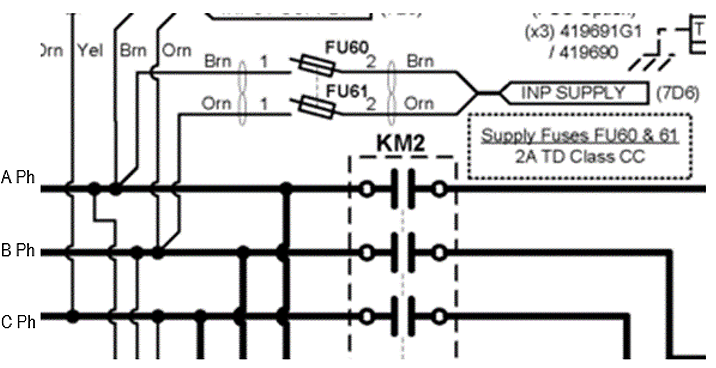 (x3) 419691G1
/ 419690
T
Orn Yel Brn Orn
Brn 1 FU60 2 Brn
Orn 1 FU61 2 Orn
INP SUPPLY (7D6)
Supply Fuses FU60 & 61
2A TD Class CC
KM2
A Ph
B Ph
C Ph